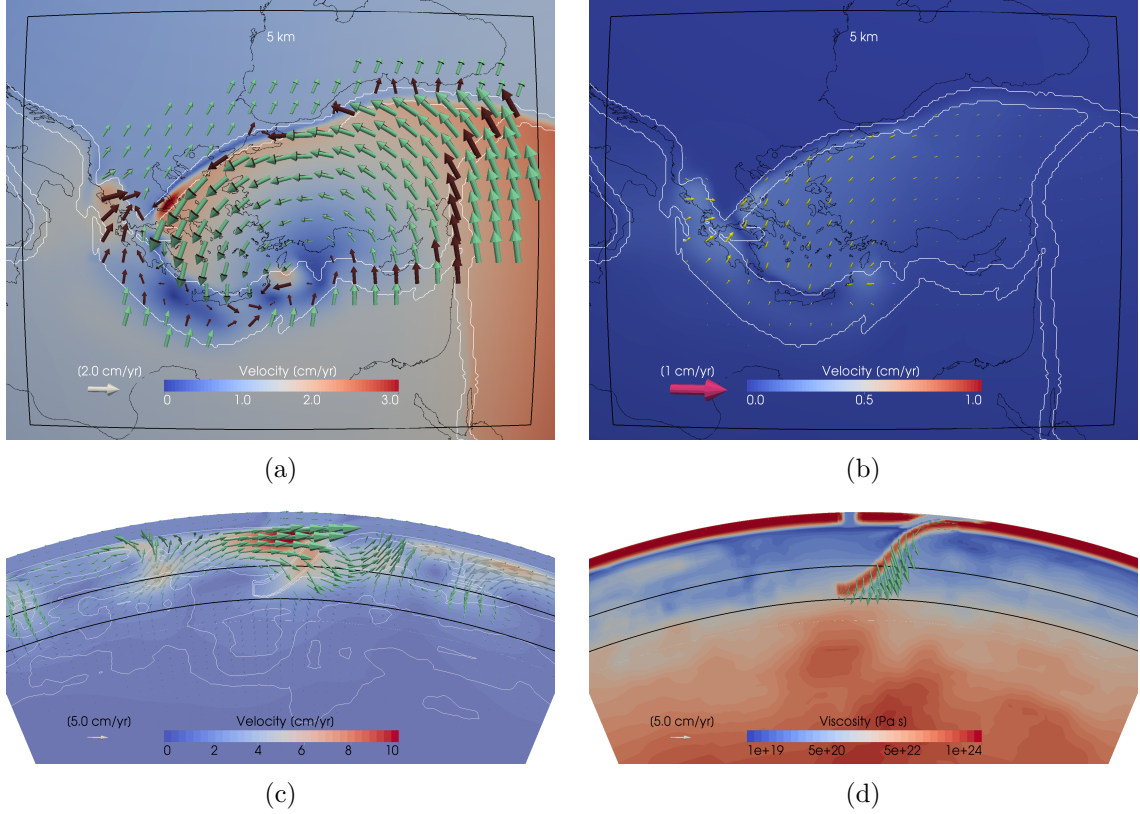 5 km
(2.0 cm/yr)
Velocity (cm/yr)
0 1.0 2.0 3.0
(a)
5 km
(1 cm/yr)
Velocity (cm/yr)
0.0 0.5 1.0
(b)
(5.0 cm/yr)
Velocity (cm/yr)
0 2 4 6 8 10
(c)
(5.0 cm/yr)
Viscosity (Pa s)
1e+19 5e+20 5e+22 1e+24
(d)